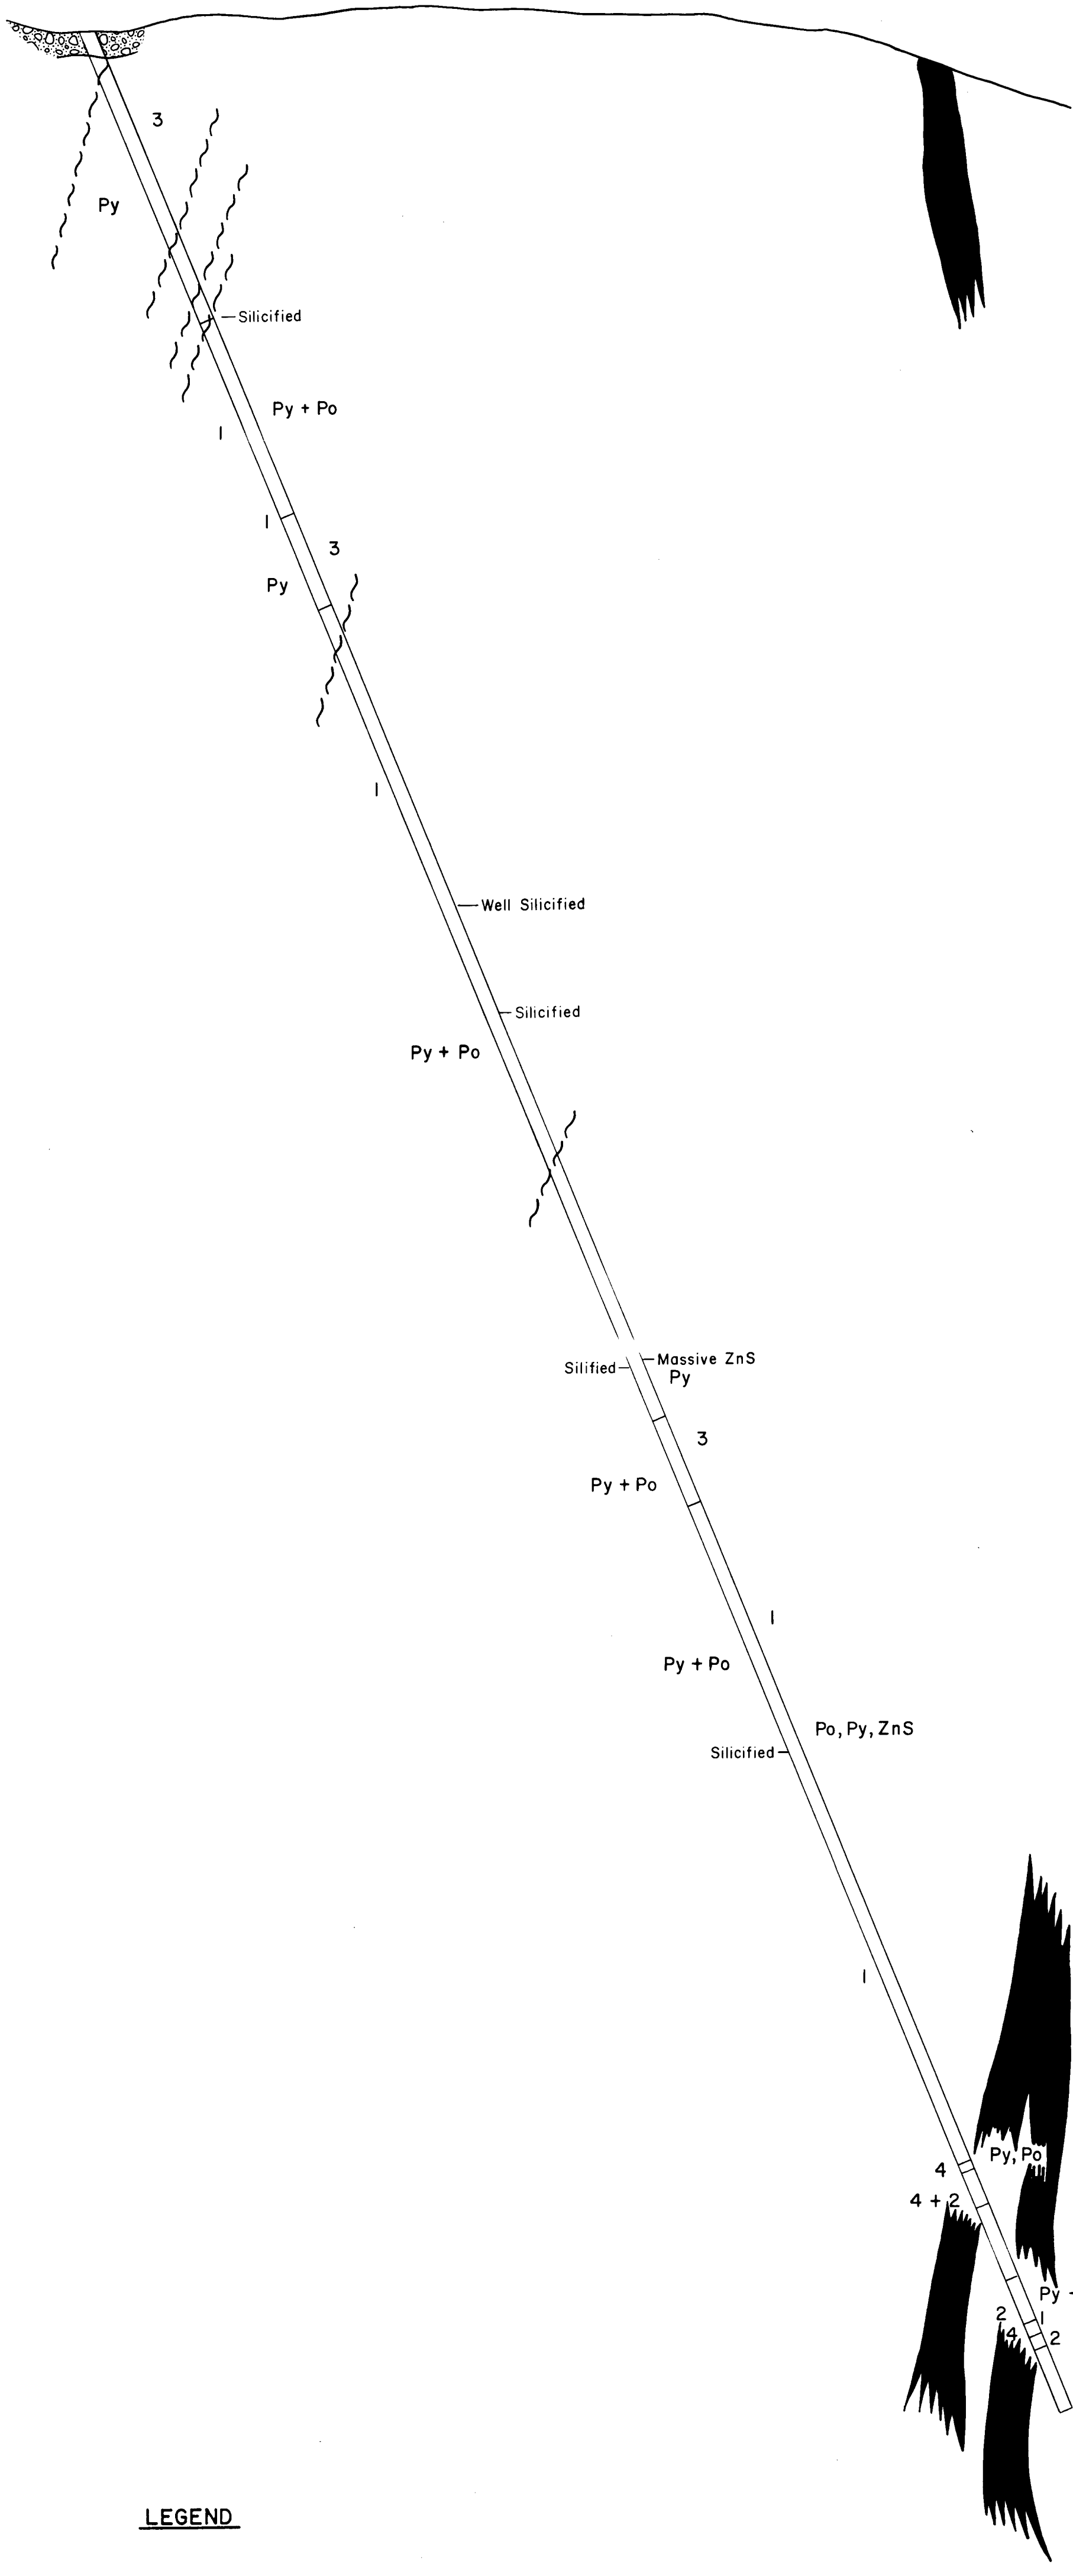 3
Py
Silicified
Py + Po
1
1
3
Py
1
Well Silicified
Silicified
Py + Po
Massive ZnS
Silified
Py
3
Py + Po
1
Py + Po
Po, Py, ZnS
Silicified
1
Py, Po
4
4 + 2
Py
2
1
4
2
LEGEND